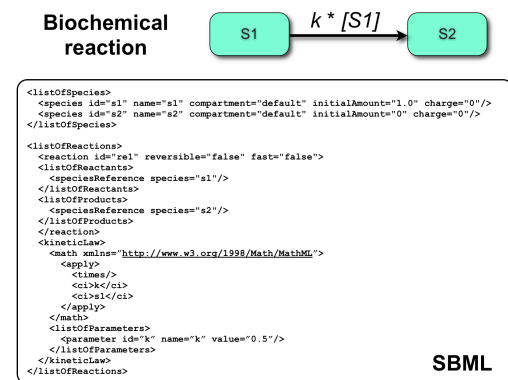 Biochemical
reaction
S1
k * [S1]
S2
<listOfSpecies>
<species id="s1" name="s1" compartment="default" initialAmount="1.0" charge="0"/>
<species id="s2" name="s2" compartment="default" initialAmount="0" charge="0"/>
</listOfSpecies>
<listOfReactions>
<reaction id="re1" reversible="false" fast="false">
<listOfReactants>
<speciesReference species="s1"/>
</listOfReactants>
<listOfProducts>
<speciesReference species="s2"/>
</listOfProducts>
</reaction>
<kineticLaw>
<math xmlns="http://www.w3.org/1998/Math/MathML">
<apply>
<times/>
<ci>k</ci>
<ci>s1</ci>
</apply>
</math>
<listOfParameters>
<parameter id="k" name="k" value="0.5"/>
</listOfParameters>
</kineticLaw>
</listOfReactions>
SBML